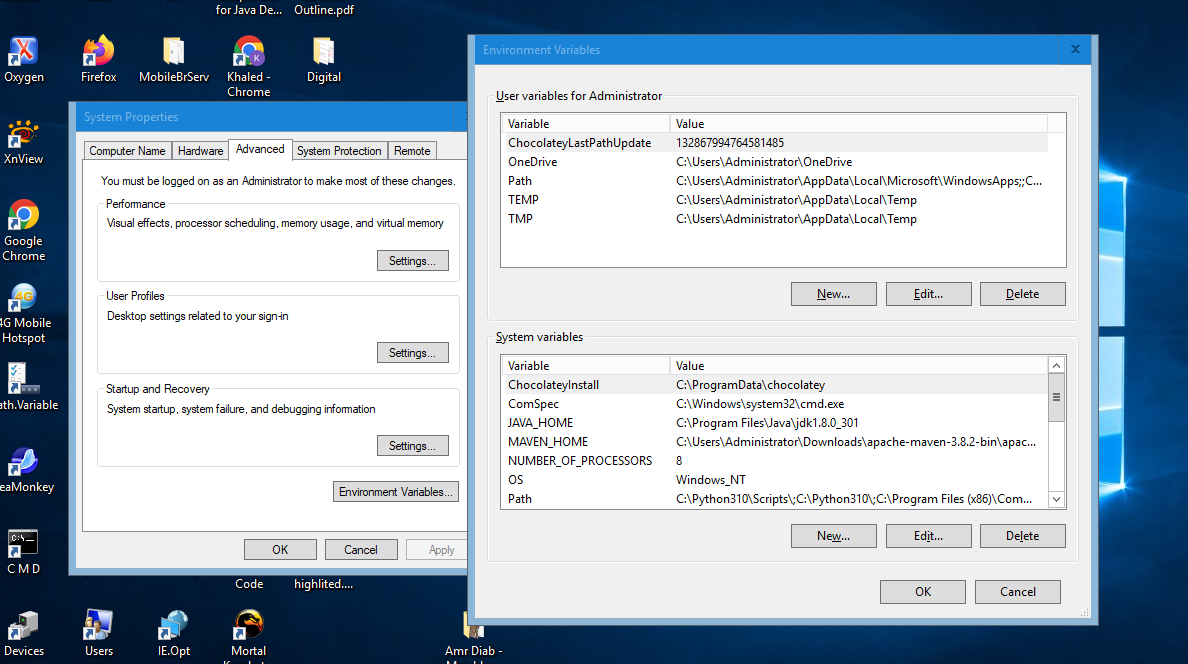 for Java De...
Outline.pdf
Oxygen
Firefox
MobileBrServ
Khaled -
Chrome
Digital
XnView
Google
Chrome
4G Mobile
Hotspot
ath.Variable
eaMonkey
C M D
Code
highlited....
Devices
Users
IE.Opt
Mortal
Amr Diab -
System Properties
Computer Name
Hardware
Advanced
System Protection
Remote
You must be logged on as an Administrator to make most of these changes.
Performance
Visual effects, processor scheduling, memory usage, and virtual memory
Settings...
User Profiles
Desktop settings related to your sign-in
Settings...
Startup and Recovery
System startup, system failure, and debugging information
Settings...
Environment Variables...
OK
Cancel
Apply
Environment Variables
User variables for Administrator
Variable Value
ChocolateyLastPathUpdate 132867994764581485
OneDrive C:\Users\Administrator\OneDrive
Path C:\Users\Administrator\AppData\Local\Microsoft\WindowsApps;;C...
TEMP C:\Users\Administrator\AppData\Local\Temp
TMP C:\Users\Administrator\AppData\Local\Temp
New...
Edit...
Delete
System variables
Variable Value
ChocolateyInstall C:\ProgramData\chocolatey
ComSpec C:\Windows\system32\cmd.exe
JAVA_HOME C:\Program Files\Java\jdk1.8.0_301
MAVEN_HOME C:\Users\Administrator\Downloads\apache-maven-3.8.2-bin\apac...
NUMBER_OF_PROCESSORS 8
OS Windows_NT
Path C:\Python310\Scripts\;C:\Python310\;C:\Program Files (x86)\Com...
New...
Edit...
Delete
OK
Cancel